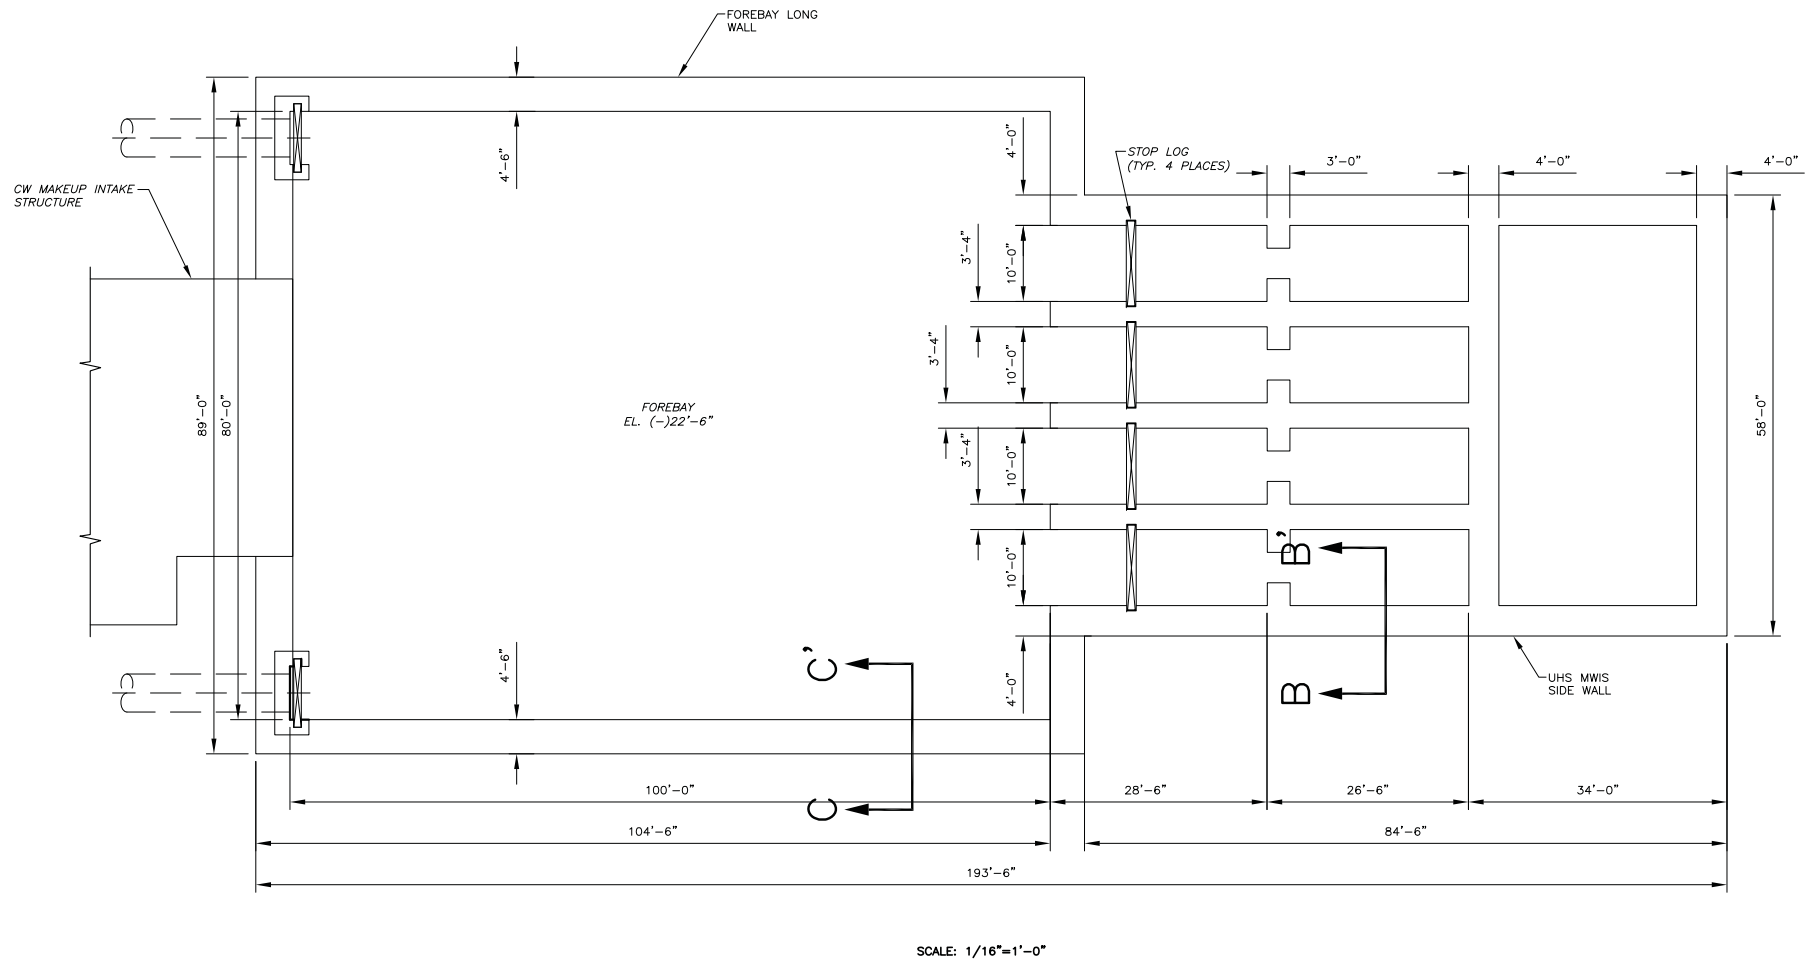 FOREBAY LONG
WALL
4'-6"
4'-0"
STOP LOG
(TYP. 4 PLACES)
3'-0"
4'-0"
4'-0"
CW MAKEUP INTAKE
STRUCTURE
3'-4"
10'-0"
3'-4"
10'-0"
89'-0"
80'-0"
FOREBAY
EL. (-)22'-6"
58'-0"
3'-4"
10'-0"
10'-0"
B'
B
4'-6"
C'
C
4'-0"
UHS MWIS
SIDE WALL
100'-0"
28'-6"
26'-6"
34'-0"
104'-6"
84'-6"
193'-6"
SCALE: 1/16"=1'-0"